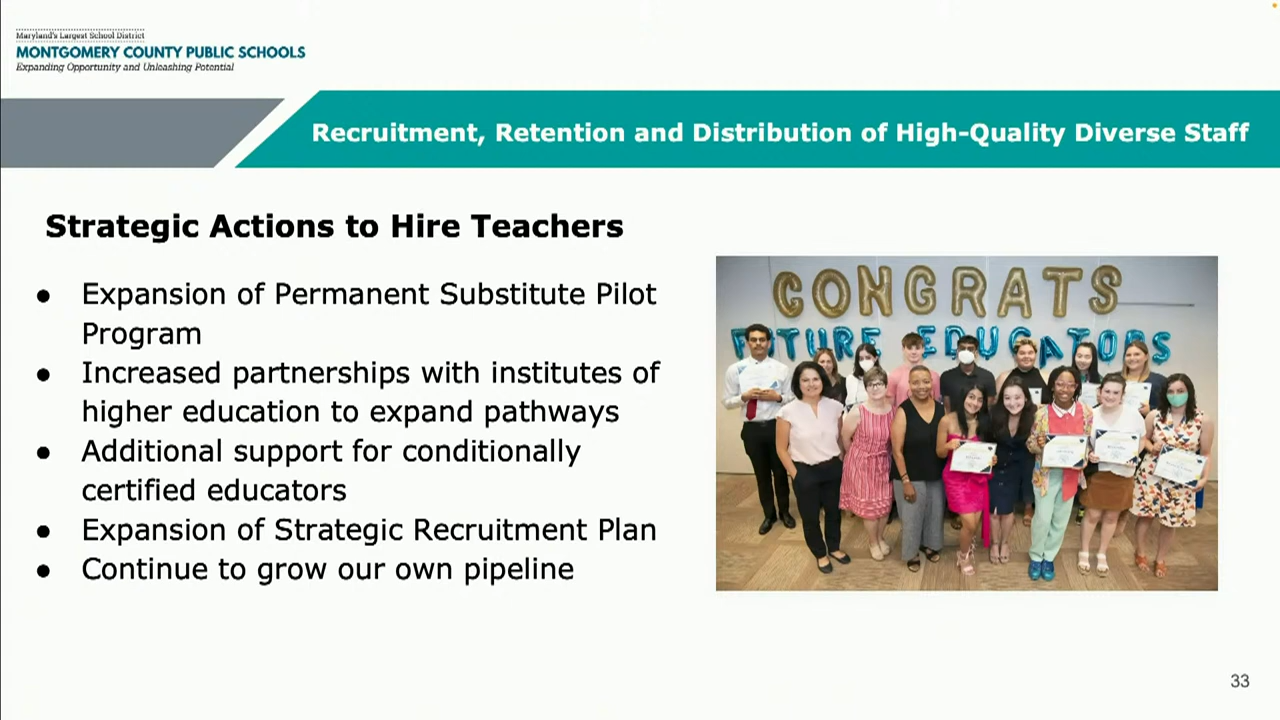 Maryland's Largest School District
MONTGOMERY COUNTY PUBLIC SCHOOLS
Expanding Opportunity and Unleashing Potential
Recruitment, Retention and Distribution of High-Quality Diverse Staff
Strategic Actions to Hire Teachers
● Expansion of Permanent Substitute Pilot
Program
● Increased partnerships with institutes of
higher education to expand pathways
● Additional support for conditionally
certified educators
● Expansion of Strategic Recruitment Plan
● Continue to grow our own pipeline
CONGRATS
FUTURE EDUCATORS
33